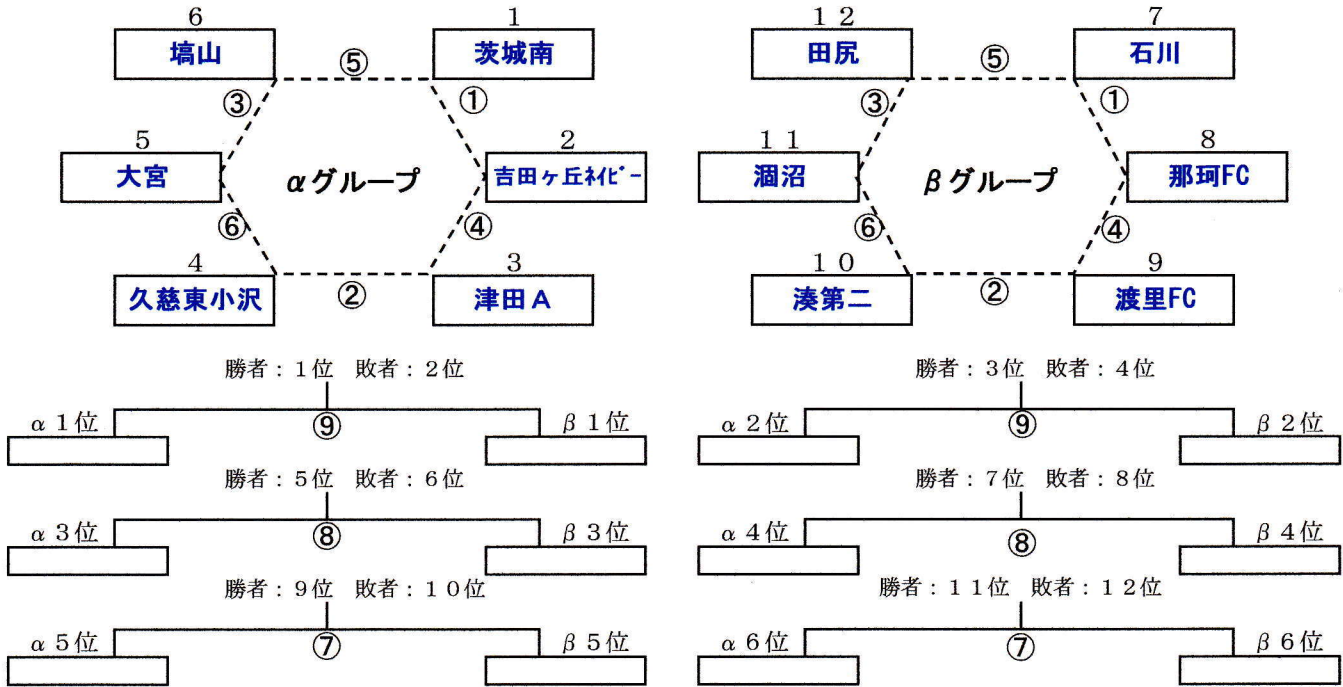 6 1 12 7
塙山 ⑤ 茨城南 田尻 ⑤ 石川
③ ① ③ ①
5 2 11 8
大宮 αグループ 吉田ヶ丘ﾈｲﾋﾞｰ 涸沼 βグループ 那珂FC
⑥ ④ ⑥ ④
4 3 10 9
久慈東小沢 ② 津田A 湊第二 ② 渡里FC
勝者：1位 敗者：2位 勝者：3位 敗者：4位
α1位 ⑨ β1位 α2位 ⑨ β2位
勝者：5位 敗者：6位 勝者：7位 敗者：8位
α3位 ⑧ β3位 α4位 ⑧ β4位
勝者：9位 敗者：10位 勝者：11位 敗者：12位
α5位 ⑦ β5位 α6位 ⑦ β6位